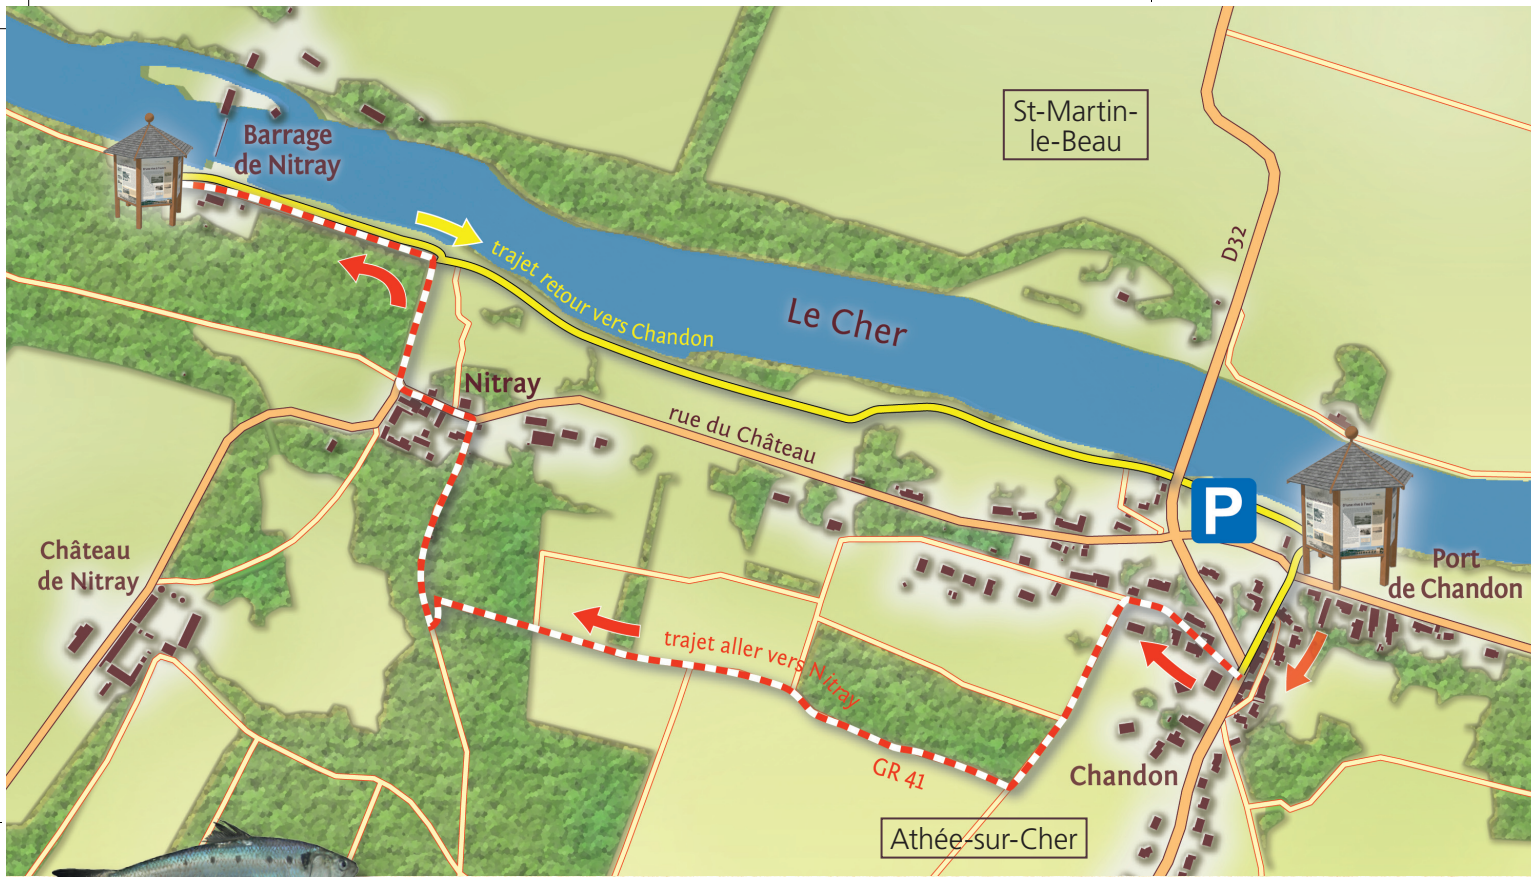 St-Martin-
le-Beau
Barrage
de Nitray
D32
trajet retour vers Chandon
Le Cher
Nitray
rue du Château
P
Château
de Nitray
Port
de Chandon
trajet aller vers Nitray
GR 41
Chandon
Athée-sur-Cher